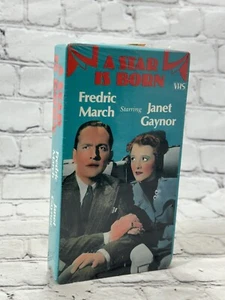 A STAR
IS BORN
VHS
Fredric
March
Starring
Janet
Gaynor